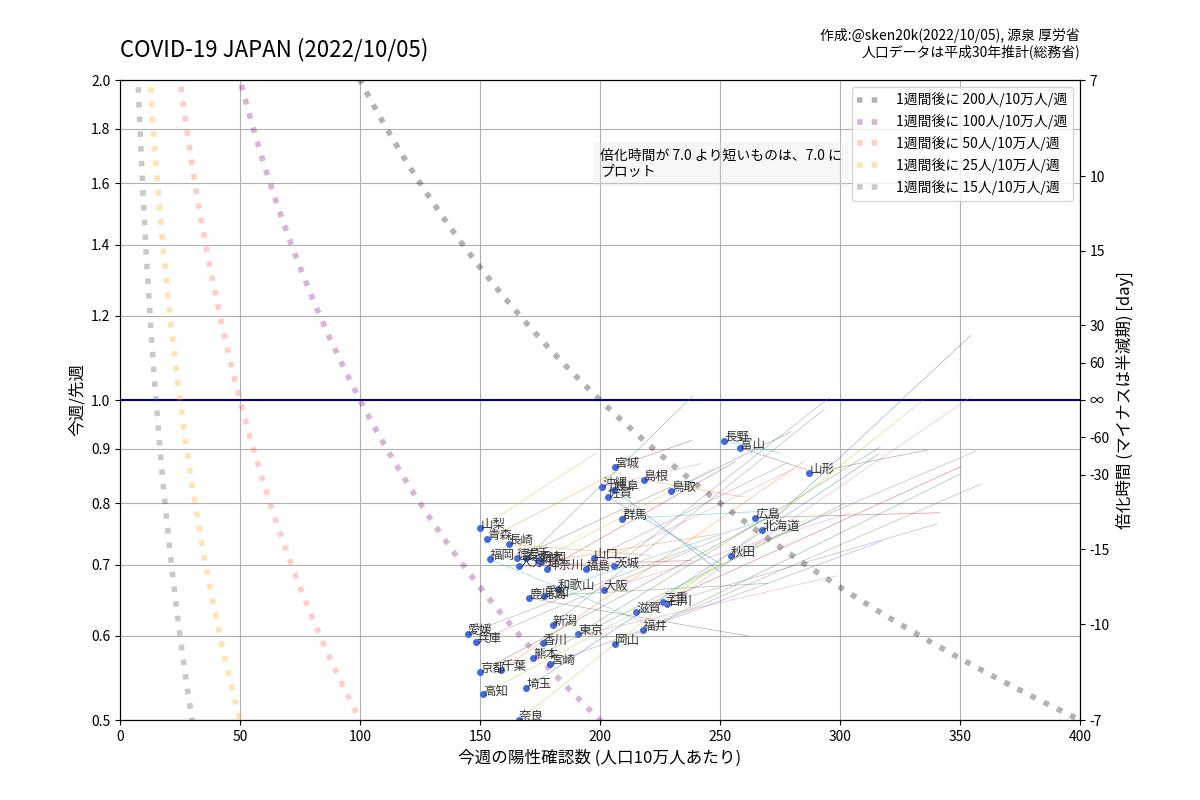 COVID-19 JAPAN (2022/10/05)
作成:@sken20k(2022/10/05), 源泉 厚労省
人口データは平成30年推計(総務省)
1週間後に 200人/10万人/週
1週間後に 100人/10万人/週
1週間後に 50人/10万人/週
1週間後に 25人/10万人/週
1週間後に 15人/10万人/週
倍化時間が 7.0 より短いものは、7.0 に
プロット
今週/先週
2.0
1.8
1.6
1.4
1.2
1.0
0.9
0.8
0.7
0.6
0.5
長野
富山
山形
宮城
島根
沖縄
佐賀
鳥取
群馬
広島
北海道
山梨
青森
長崎
福岡
神奈川
山口
福島
茨城
秋田
和歌山
大阪
鹿児島
滋賀
石川
新潟
東京
福井
岡山
愛媛
兵庫
香川
熊本
宮崎
京都
千葉
埼玉
高知
奈良
0
50
100
150
200
250
300
350
400
今週の陽性確認数 (人口10万人あたり)
7
10
15
30
60
∞
-60
-30
-15
-10
-7
倍化時間 (マイナスは半減期) [day]